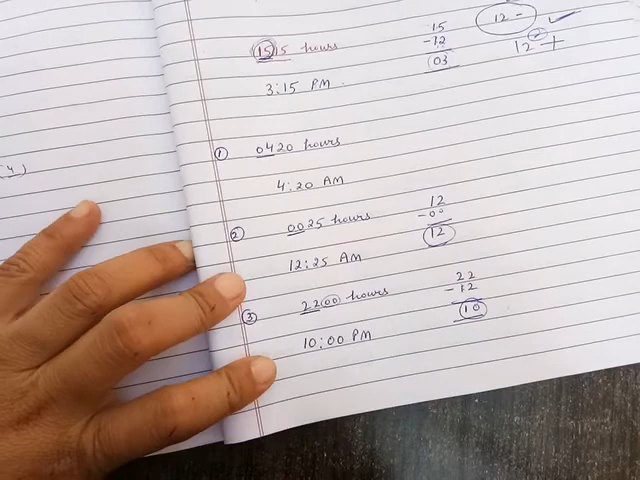 12 -
1515 hours
15
-12
03
12 +
3:15 PM
① 0420 hours
4:20 AM
② 0025 hours
12
-00
12
12:25 AM
③ 2200 hours
22
-12
10
10:00 PM